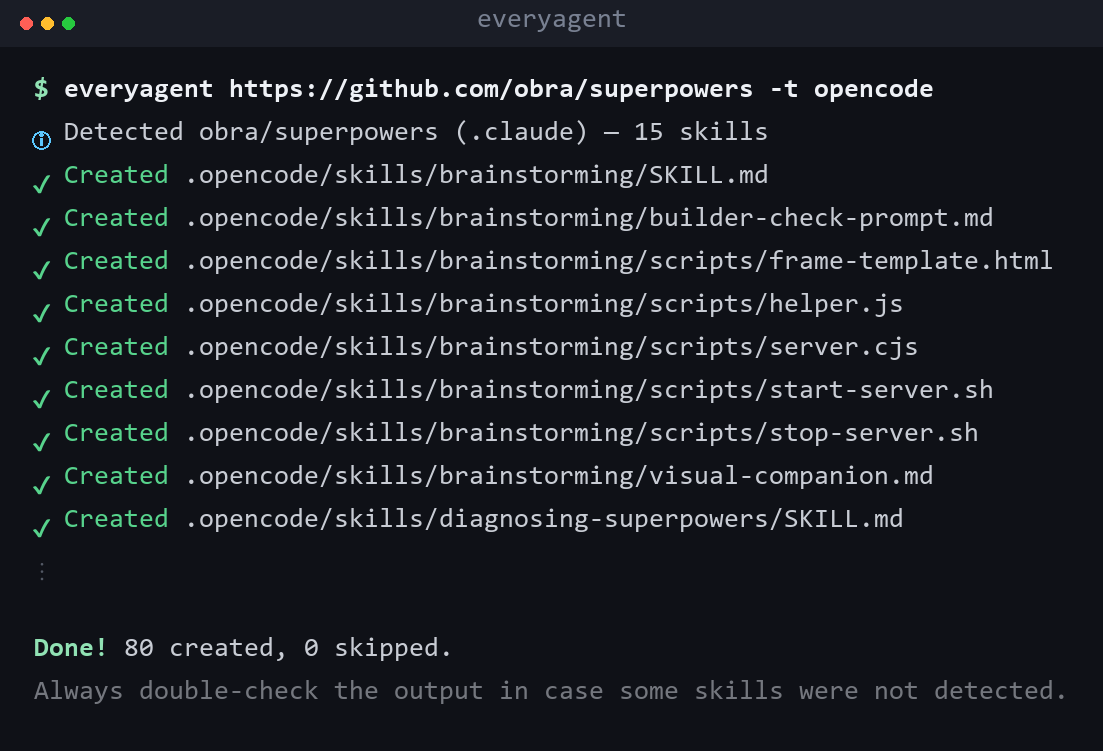 everyagent
$ everyagent https://github.com/obra/superpowers -t opencode
ⓘ Detected obra/superpowers (.claude) — 15 skills
✓ Created .opencode/skills/brainstorming/SKILL.md
✓ Created .opencode/skills/brainstorming/builder-check-prompt.md
✓ Created .opencode/skills/brainstorming/scripts/frame-template.html
✓ Created .opencode/skills/brainstorming/scripts/helper.js
✓ Created .opencode/skills/brainstorming/scripts/server.cjs
✓ Created .opencode/skills/brainstorming/scripts/start-server.sh
✓ Created .opencode/skills/brainstorming/scripts/stop-server.sh
✓ Created .opencode/skills/brainstorming/visual-companion.md
✓ Created .opencode/skills/diagnosing-superpowers/SKILL.md
⋮
Done! 80 created, 0 skipped.
Always double-check the output in case some skills were not detected.